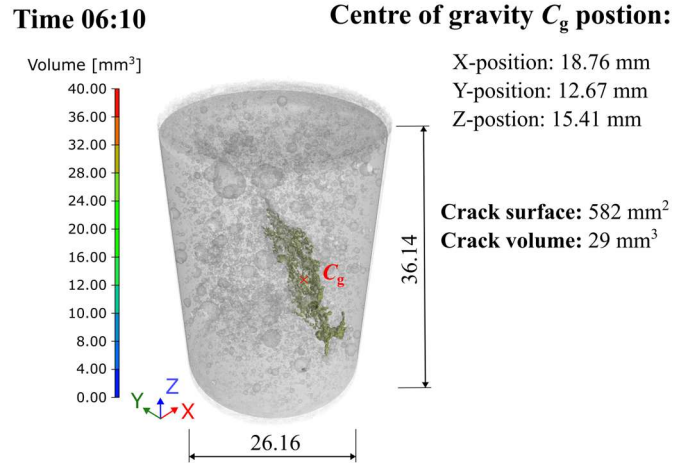 Time 06:10
Centre of gravity Cg postion:
X-position: 18.76 mm
Y-position: 12.67 mm
Z-postion: 15.41 mm
Volume [mm³]
40.00
36.00
32.00
28.00
24.00
20.00
16.00
12.00
10.00
8.00
4.00
0.00
Cg
Crack surface: 582 mm²
Crack volume: 29 mm³
36.14
Y
Z
X
26.16